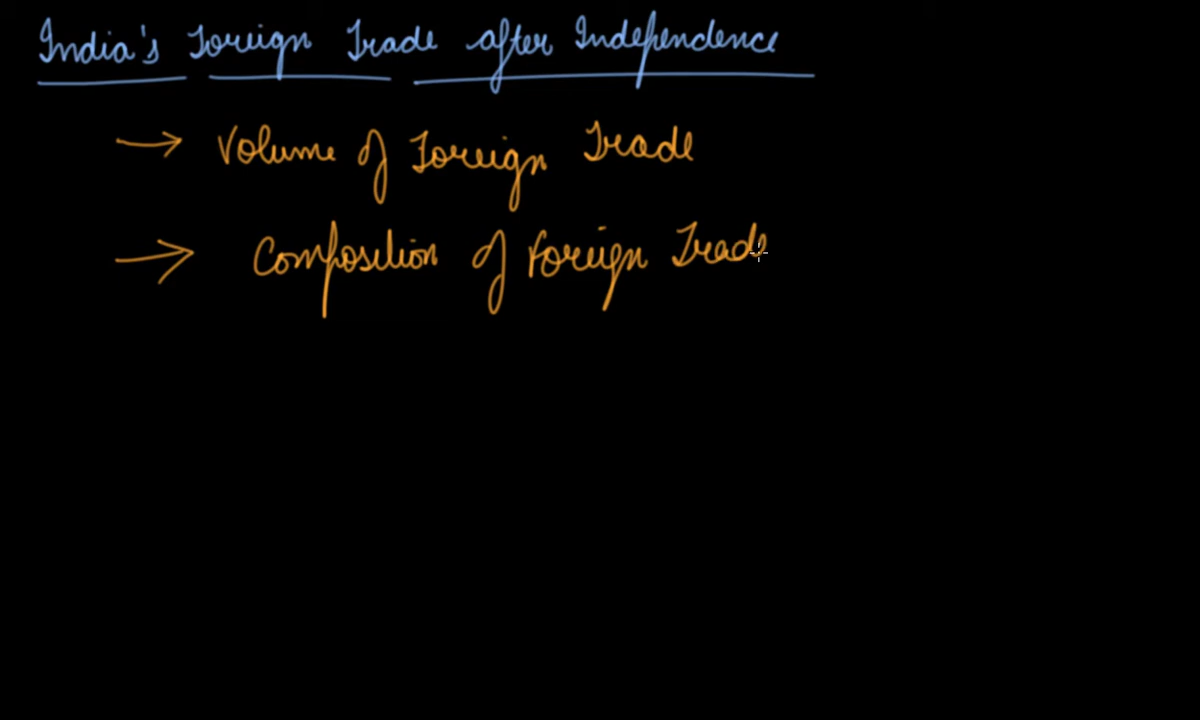 India's Foreign Trade after Independence
→ Volume of Foreign Trade
→ Composition of Foreign Trade